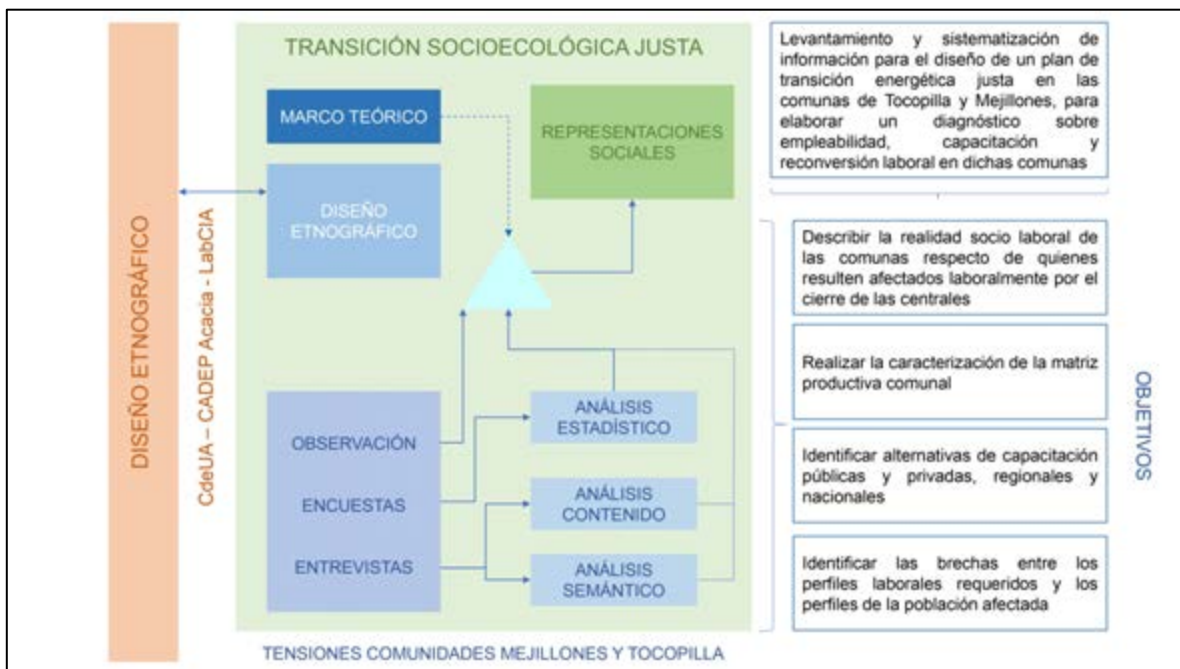 DISEÑO ETNOGRÁFICO
CdeUA – CADEP Acacia - LabCIA
TRANSICIÓN SOCIOECOLÓGICA JUSTA
MARCO TEÓRICO
DISEÑO
ETNOGRÁFICO
REPRESENTACIONES
SOCIALES
OBSERVACIÓN
ENCUESTAS
ENTREVISTAS
ANÁLISIS
ESTADÍSTICO
ANÁLISIS
CONTENIDO
ANÁLISIS
SEMÁNTICO
TENSIONES COMUNIDADES MEJILLONES Y TOCOPILLA
Levantamiento y sistematización de
información para el diseño de un plan de
transición energética justa en las
comunas de Tocopilla y Mejillones, para
elaborar un diagnóstico sobre
empleabilidad, capacitación y
reconversión laboral en dichas comunas
Describir la realidad socio laboral de
las comunas respecto de quienes
resulten afectados laboralmente por el
cierre de las centrales
Realizar la caracterización de la matriz
productiva comunal
Identificar alternativas de capacitación
públicas y privadas, regionales y
nacionales
Identificar las brechas entre los
perfiles laborales requeridos y los
perfiles de la población afectada
OBJETIVOS